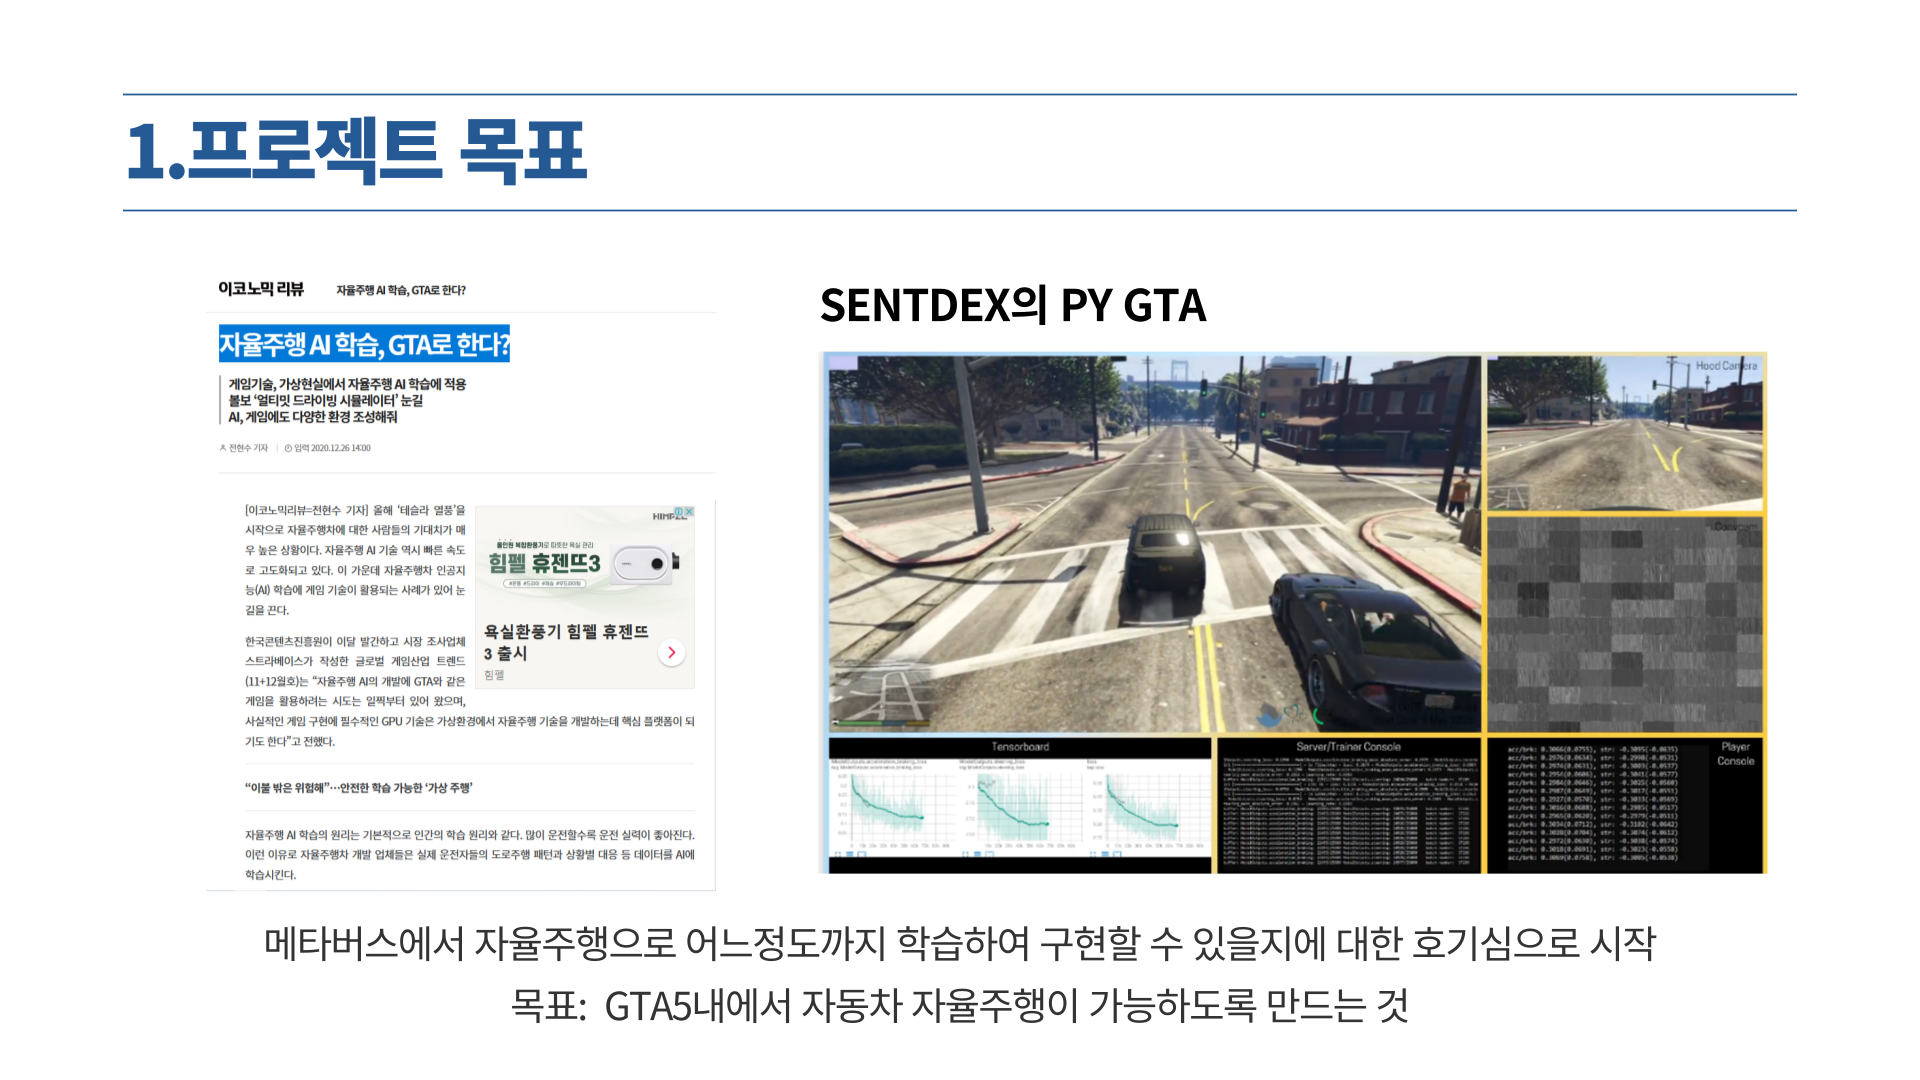 1.프로젝트 목표
이코노믹 리뷰
자율주행 AI 학습, GTA로 한다?
자율주행 AI 학습, GTA로 한다?
게임기술, 가상현실에서 자율주행 AI 학습에 적용
볼보 ‘얼티밋 드라이빙 시뮬레이터’ 눈길
AI, 게임에도 다양한 환경 조성해줘
전현수 기자
입력 2020.12.26 14:00
[이코노믹리뷰=전현수 기자] 올해 ‘테슬라 열풍’을
시작으로 자율주행차에 대한 사람들의 기대치가 매
우 높은 상황이다. 자율주행 AI 기술 역시 빠른 속도
로 고도화되고 있다. 이 가운데 자율주행차 인공지
능(AI) 학습에 게임 기술이 활용되는 사례가 있어 눈
길을 끈다.
한국콘텐츠진흥원이 이달 발간하고 시장 조사업체
스트라베이스가 작성한 글로벌 게임산업 트렌드
(11+12월호)는 “자율주행 AI의 개발에 GTA와 같은
게임을 활용하려는 시도는 일찍부터 있어 왔으며,
사실적인 게임 구현에 필수적인 GPU 기술은 가상환경에서 자율주행 기술을 개발하는데 핵심 플랫폼이 되
기도 한다”고 전했다.
올인원 복합환풍기로 따뜻한 욕실 관리
힘펠 휴젠뜨3
욕실환풍기 힘펠 휴젠뜨
3 출시
힘펠
“이불 밖은 위험해”…안전한 학습 가능한 ‘가상 주행’
자율주행 AI 학습의 원리는 기본적으로 인간의 학습 원리와 같다. 많이 운전할수록 운전 실력이 좋아진다.
이런 이유로 자율주행차 개발 업체들은 실제 운전자들의 도로주행 패턴과 상황별 대응 등 데이터를 AI에
학습시킨다.
SENTDEX의 PY GTA
Hood Camera
Convcam
Tensorboard
Server/Trainer Console
Player
Console
메타버스에서 자율주행으로 어느정도까지 학습하여 구현할 수 있을지에 대한 호기심으로 시작
목표: GTA5내에서 자동차 자율주행이 가능하도록 만드는 것